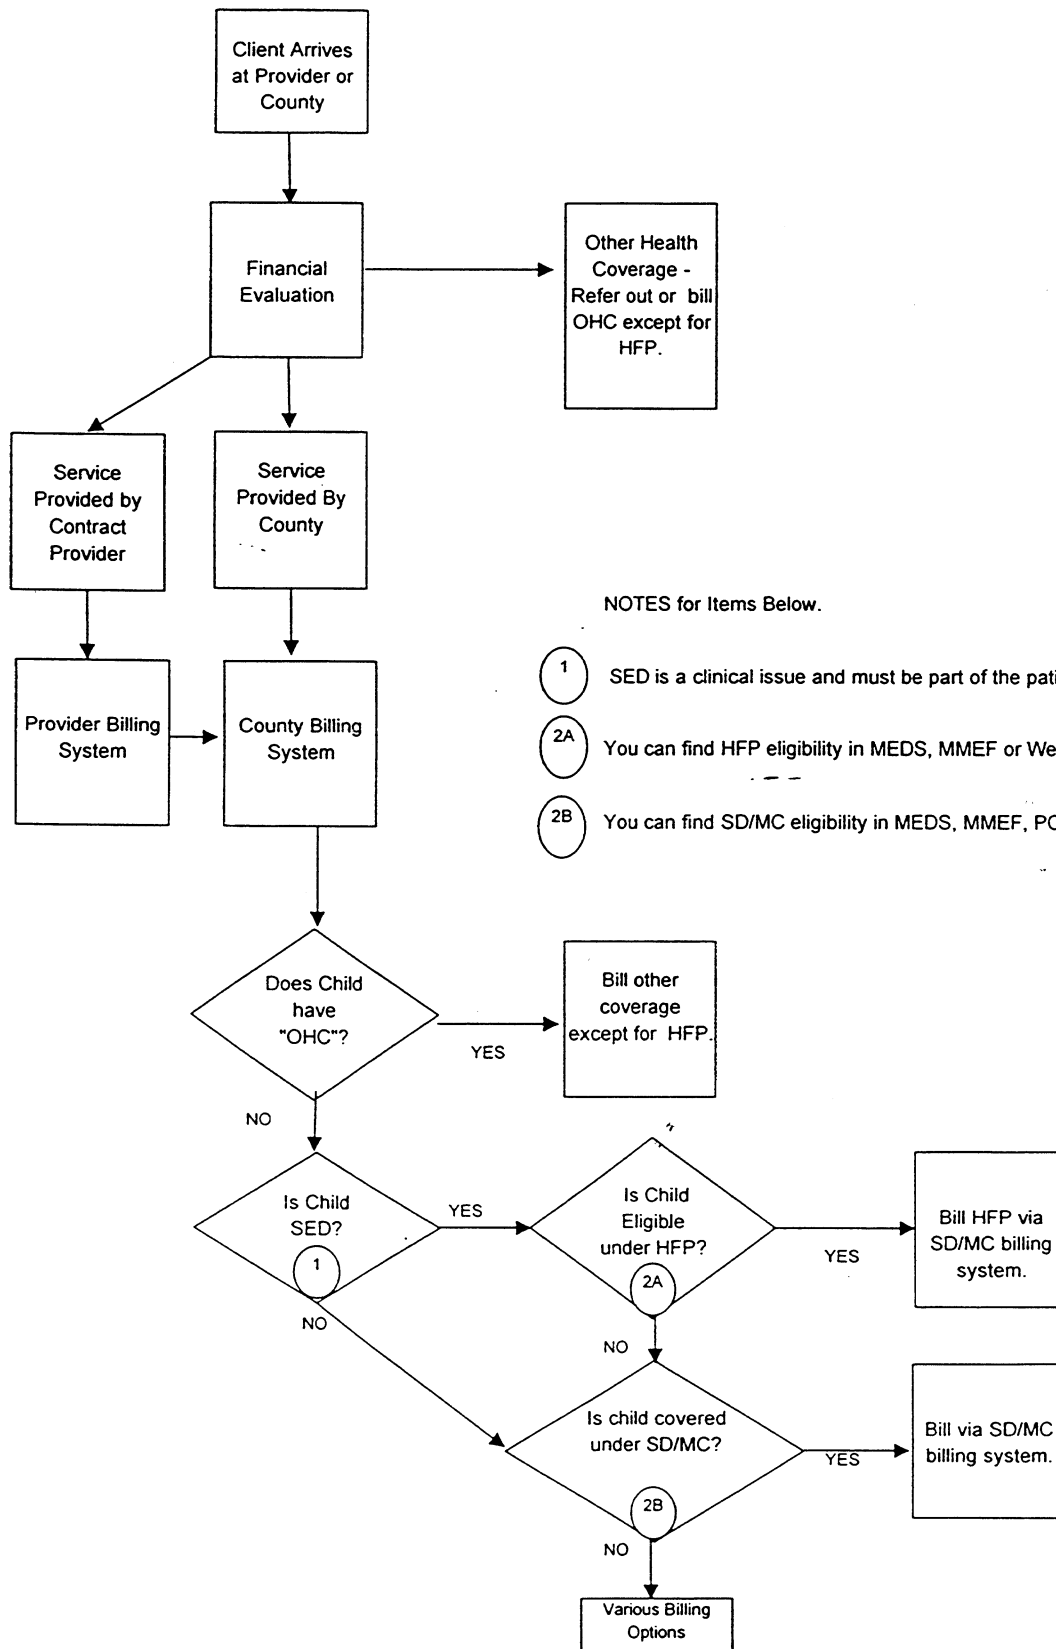 Client Arrives
at Provider or
County
Financial
Evaluation
Other Health
Coverage -
Refer out or bill
OHC except for
HFP.
Service
Provided by
Contract
Provider
Service
Provided By
County
NOTES for Items Below.
1 SED is a clinical issue and must be part of the
2A You can find HFP eligibility in MEDS, MMEF or
2B You can find SD/MC eligibility in MEDS, MMEF,
Provider Billing
System
County Billing
System
Does Child
have
"OHC"?
YES
Bill other
coverage
except for HFP.
NO
Is Child
SED?
1
YES
Is Child
Eligible
under HFP?
2A
YES
Bill HFP via
SD/MC billing
system.
NO
NO
Is child covered
under SD/MC?
2B
YES
Bill via SD/MC
billing system.
NO
Various Billing
Options